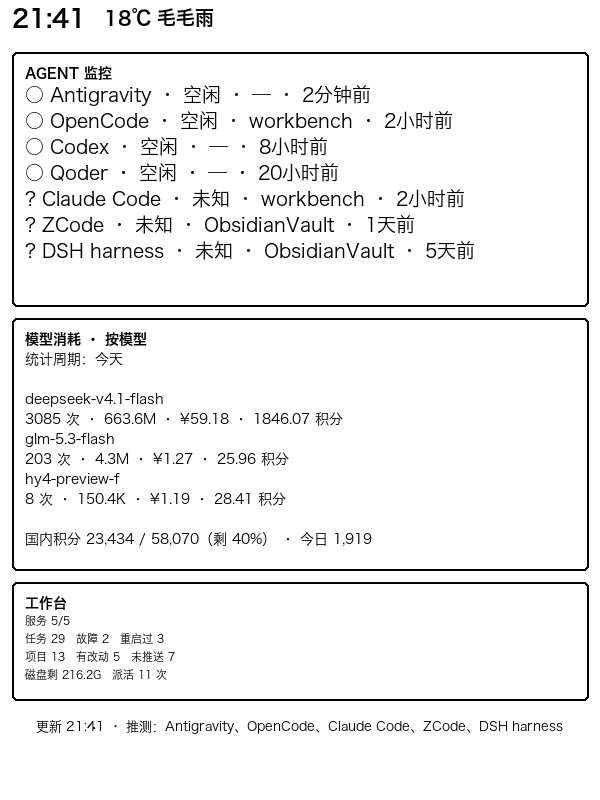 21:41 18℃ 毛毛雨
AGENT 监控
○ Antigravity · 空闲 · — · 2分钟前
○ OpenCode · 空闲 · workbench · 2小时前
○ Codex · 空闲 · — · 8小时前
○ Qoder · 空闲 · — · 20小时前
? Claude Code · 未知 · workbench · 2小时前
? ZCode · 未知 · ObsidianVault · 1天前
? DSH harness · 未知 · ObsidianVault · 5天前
模型消耗 · 按模型
统计周期：今天
deepseek-v4.1-flash
3085 次 · 663.6M · ¥59.18 · 1846.07 积分
glm-5.3-flash
203 次 · 4.3M · ¥1.27 · 25.96 积分
hy4-preview-f
8 次 · 150.4K · ¥1.19 · 28.41 积分
国内积分 23,434 / 58,070（剩 40%） · 今日 1,919
工作台
服务 5/5
任务 29 故障 2 重启过 3
项目 13 有改动 5 未推送 7
磁盘剩 216.2G 派活 11 次
更新 21:41 · 推测：Antigravity、OpenCode、Claude Code、ZCode、DSH harness